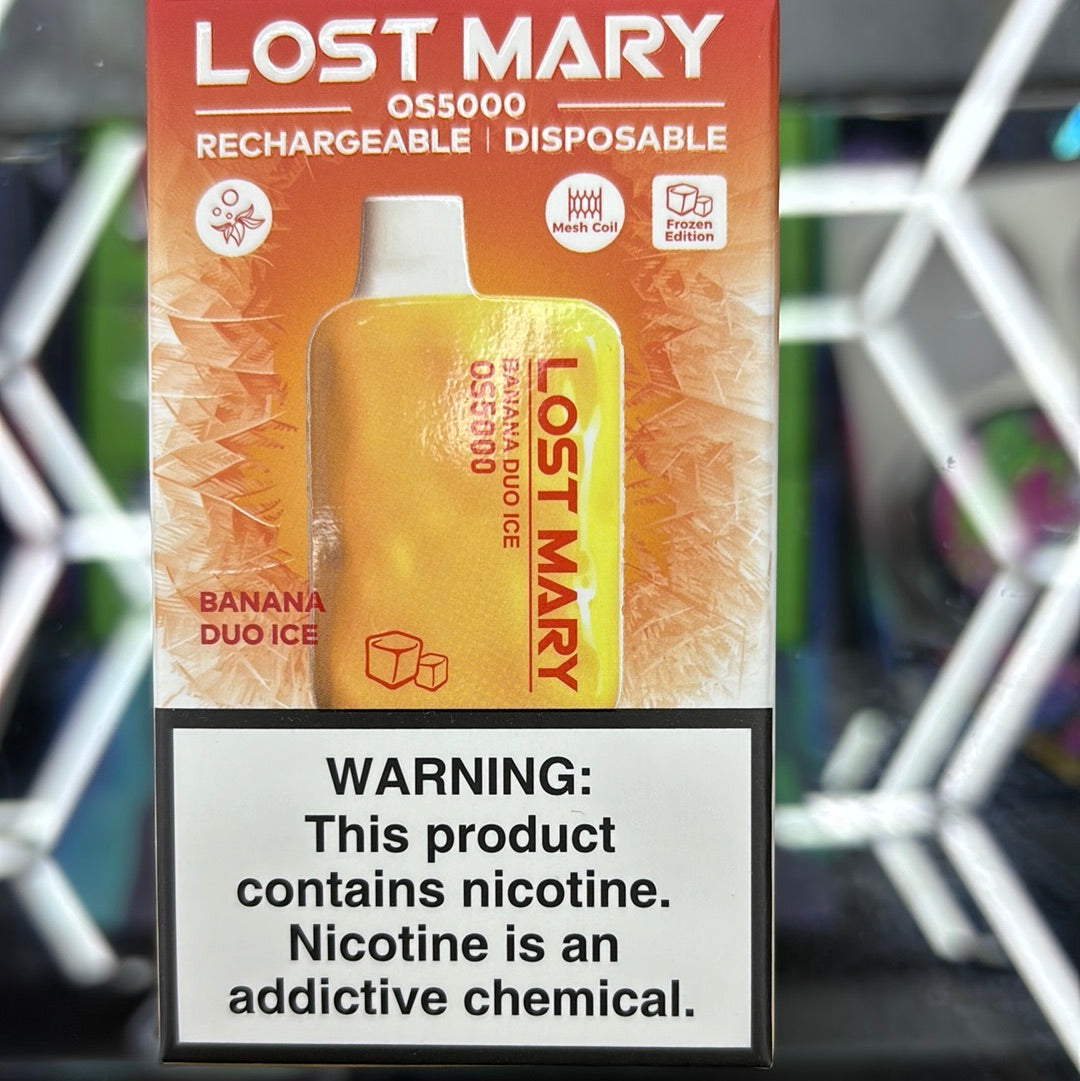 LOST MARY
OS5000
RECHARGEABLE | DISPOSABLE
Mesh Coil
Frozen
Edition
LOST MARY
BANANA DUO ICE
OS5000
BANANA
DUO ICE
WARNING:
This product
contains nicotine.
Nicotine is an
addictive chemical.